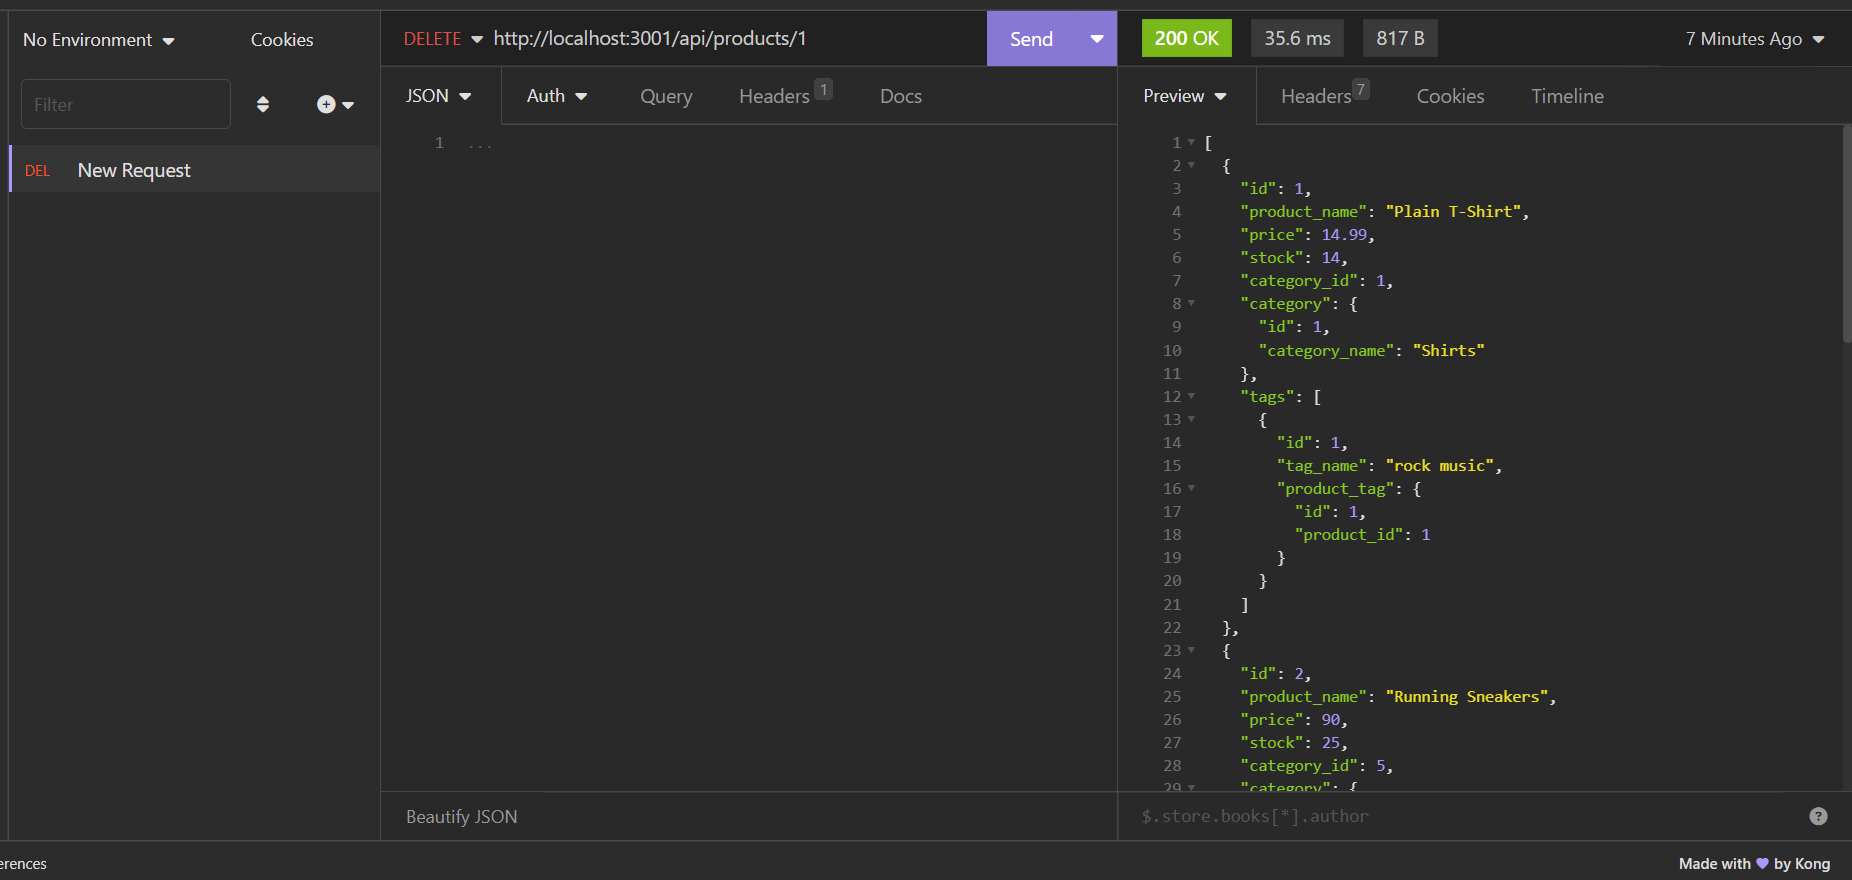 No Environment Cookies
Filter
DEL New Request
DELETE http://localhost:3001/api/products/1 Send
JSON Auth Query Headers 1 Docs
1 ...
Beautify JSON
200 OK 35.6 ms 817 B 7 Minutes Ago
Preview Headers 7 Cookies Timeline
1 [
2 {
3 "id": 1,
4 "product_name": "Plain T-Shirt",
5 "price": 14.99,
6 "stock": 14,
7 "category_id": 1,
8 "category": {
9 "id": 1,
10 "category_name": "Shirts"
11 },
12 "tags": [
13 {
14 "id": 1,
15 "tag_name": "rock music",
16 "product_tag": {
17 "id": 1,
18 "product_id": 1
19 }
20 }
21 ]
22 },
23 {
24 "id": 2,
25 "product_name": "Running Sneakers",
26 "price": 90,
27 "stock": 25,
28 "category_id": 5,
29 "category": {
$.store.books[*].author ?
erences
Made with 💜 by Kong